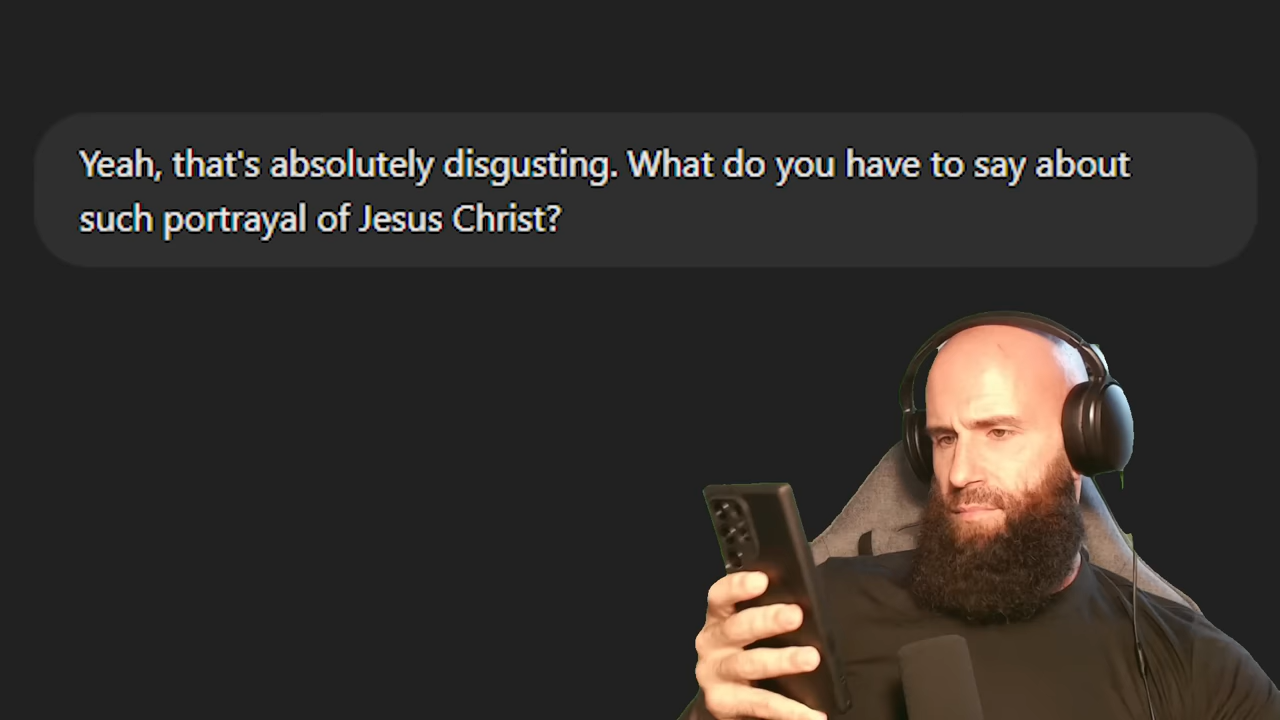 Yeah, that's absolutely disgusting. What do you have to say about
such portrayal of Jesus Christ?